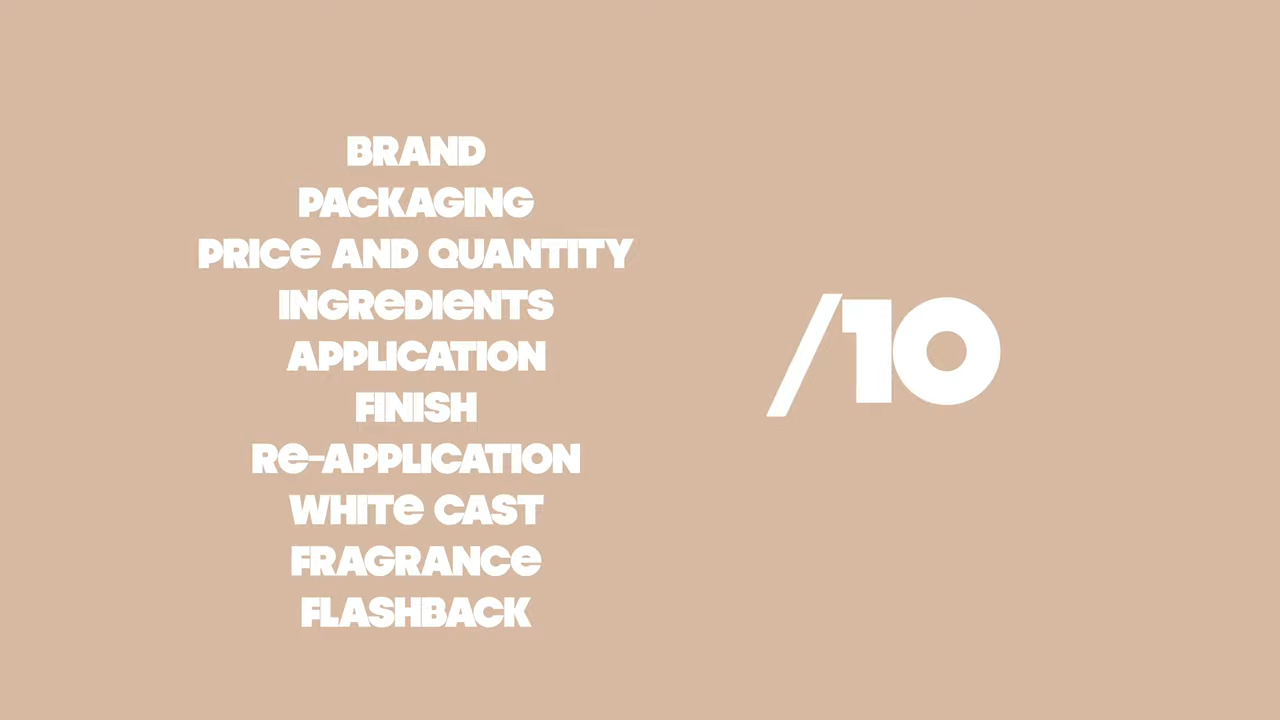 BRAND
PACKAGING
PRICe AND QUANTITY
INGReDIeNTS
APPLICATION
FINISH
Re-APPLICATION
WHITe CAST
FRAGRANCe
FLASHBACK
/10